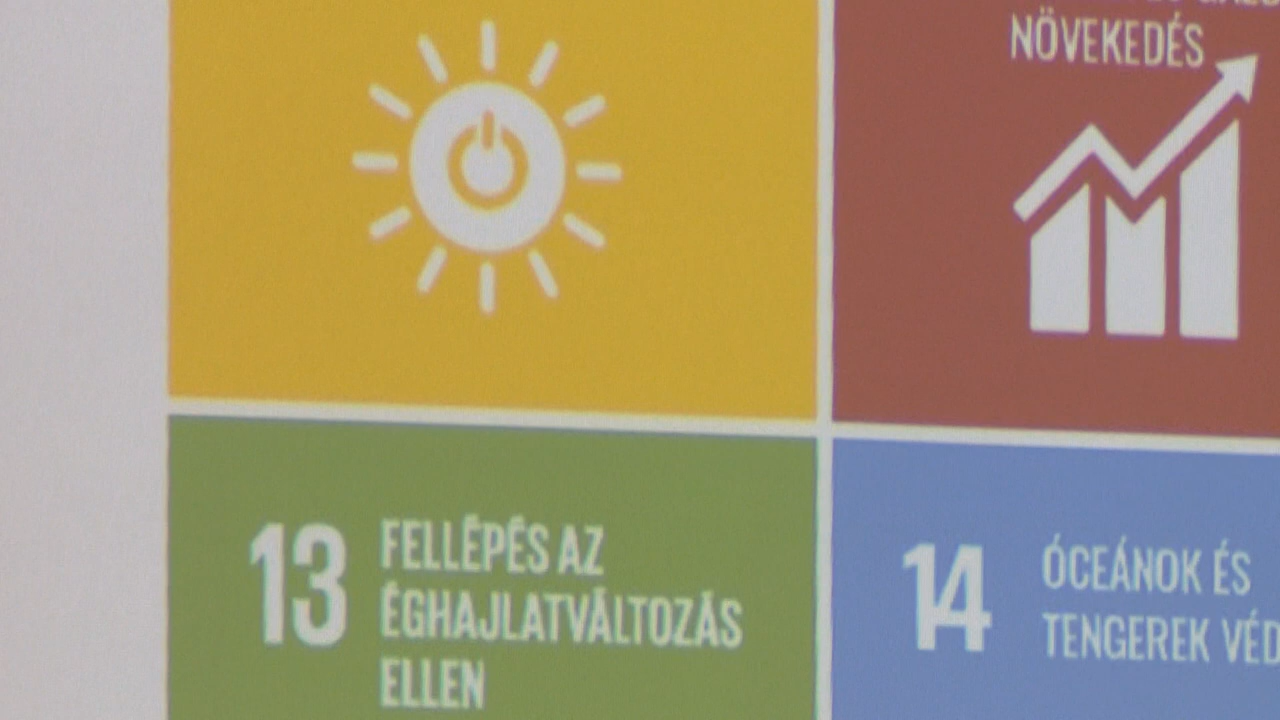 NÖVEKEDÉS
13
FELLÉPÉS AZ
ÉGHAJLATVÁLTOZÁS
ELLEN
14
ÓCEÁNOK ÉS
TENGEREK VÉD